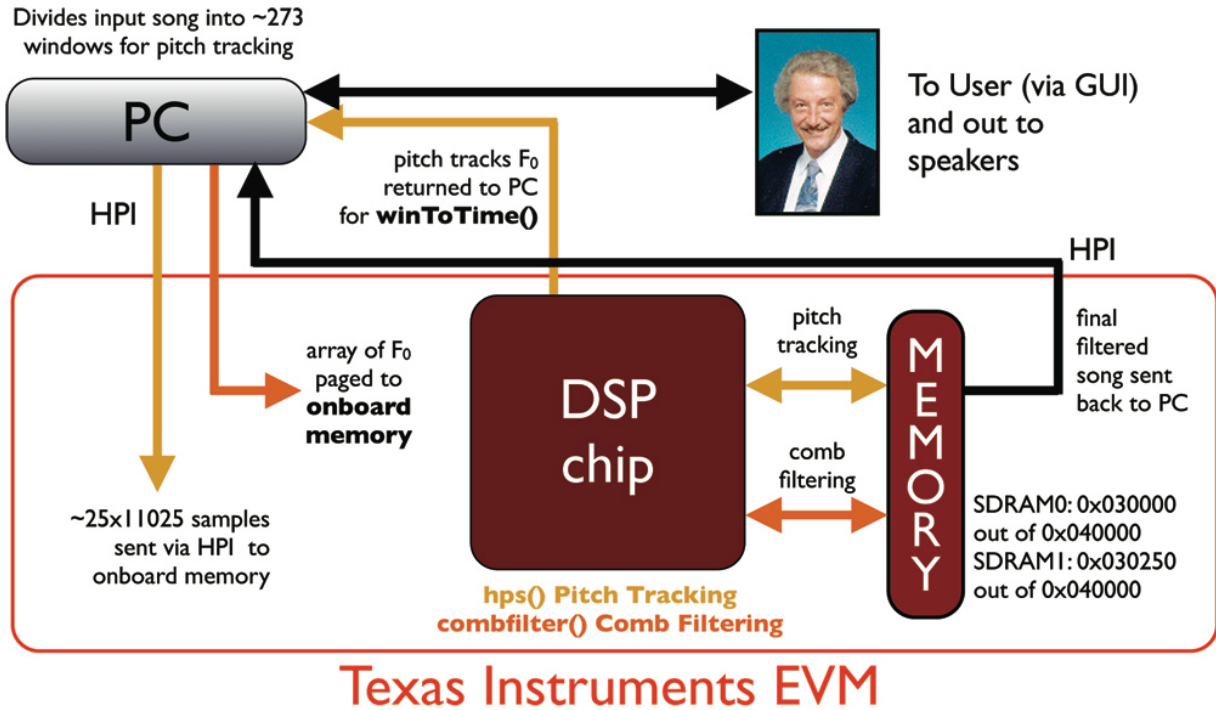 Divides input song into ~273
windows for pitch tracking
PC
To User (via GUI)
and out to
speakers
pitch tracks F₀
returned to PC
for winToTime()
HPI
HPI
array of F₀
paged to
onboard
memory
~25x11025 samples
sent via HPI to
onboard memory
DSP
chip
pitch
tracking
comb
filtering
MEMORY
final
filtered
song sent
back to PC
SDRAM0: 0x030000
out of 0x040000
SDRAM1: 0x030250
out of 0x040000
hps() Pitch Tracking
combfilter() Comb Filtering
Texas Instruments EVM